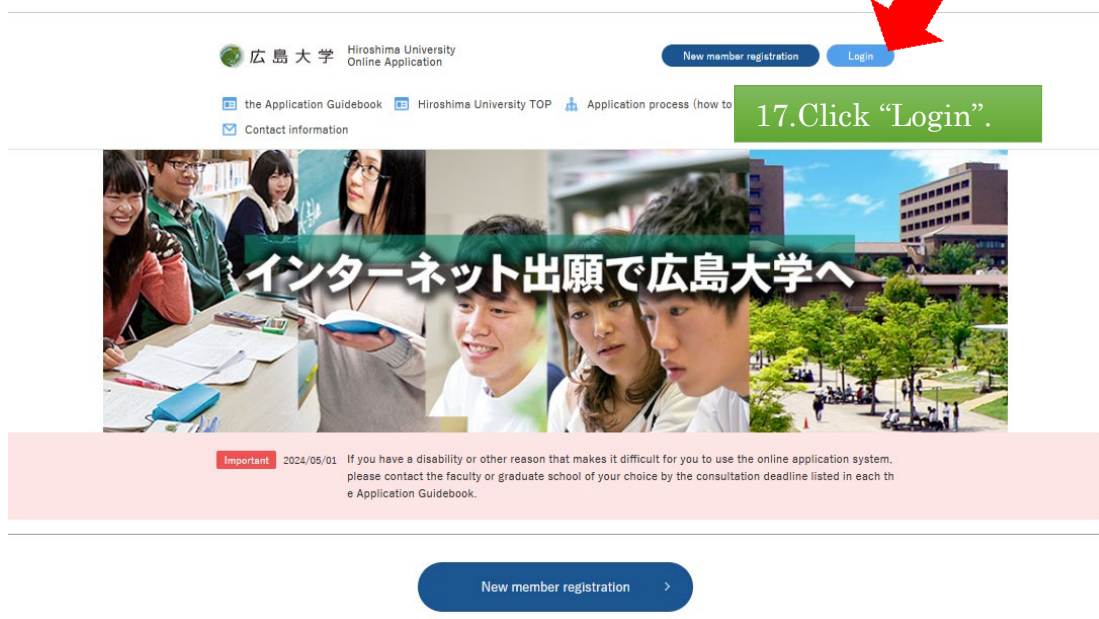 広島大学
Hiroshima University
Online Application
New member registration
Login
the Application Guidebook
Hiroshima University TOP
Application process (how to
Contact information
17.Click “Login”.
インターネット出願で広島大学へ
Important
2024/05/01
If you have a disability or other reason that makes it difficult for you to use the online application system,
please contact the faculty or graduate school of your choice by the consultation deadline listed in each th
e Application Guidebook.
New member registration